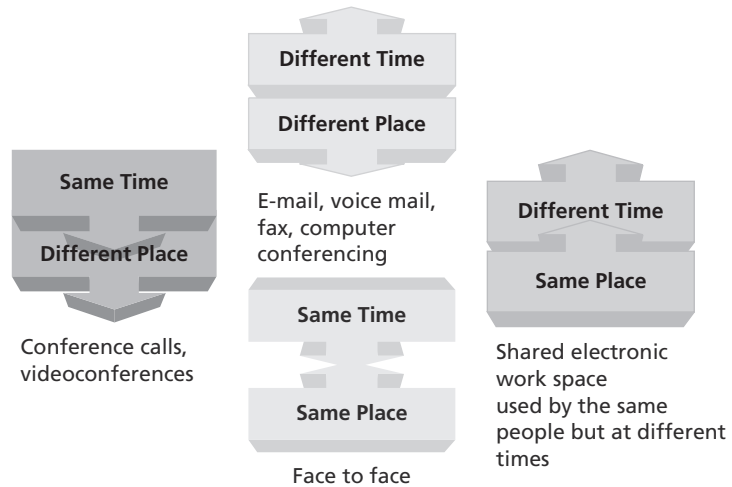 Different Time
Different Place
E-mail, voice mail,
fax, computer
conferencing
Same Time
Different Place
Conference calls,
videoconferences
Same Time
Same Place
Face to face
Different Time
Same Place
Shared electronic
work space
used by the same
people but at different
times